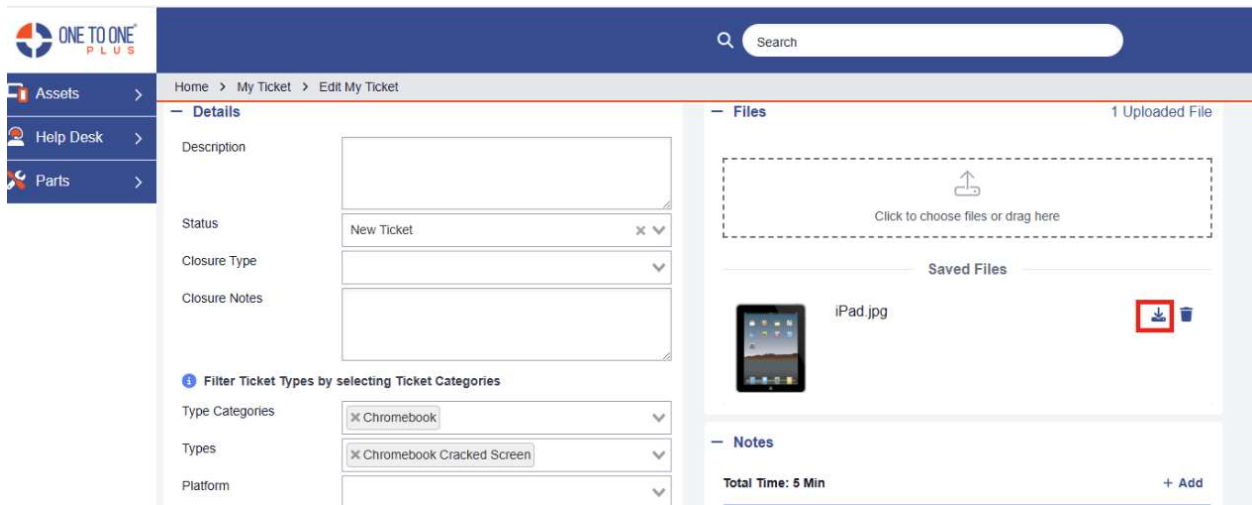 ONE TO ONE
PLUS
Search
Assets
Help Desk
Parts
Home > My Ticket > Edit My Ticket
Details
Description
Status
New Ticket
Closure Type
Closure Notes
Filter Ticket Types by selecting Ticket Categories
Type Categories
Chromebook
Types
Chromebook Cracked Screen
Platform
Files
1 Uploaded File
Click to choose files or drag here
Saved Files
iPad.jpg
Notes
Total Time: 5 Min
+ Add